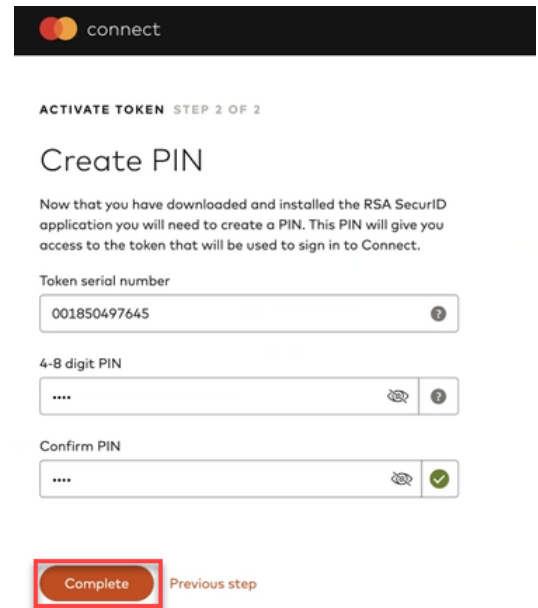 connect
ACTIVATE TOKEN STEP 2 OF 2
Create PIN
Now that you have downloaded and installed the RSA SecurID
application you will need to create a PIN. This PIN will give you
access to the token that will be used to sign in to Connect.
Token serial number
001850497645
4-8 digit PIN
••••
Confirm PIN
••••
Complete Previous step